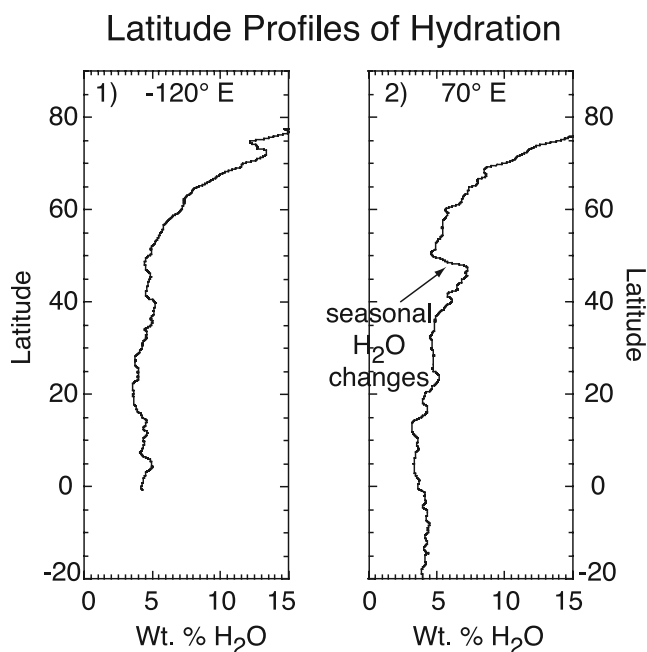 Latitude Profiles of Hydration
1) -120° E
2) 70° E
80
60
40
20
0
-20
Latitude
0 5 10 15
Wt. % H₂O
seasonal
H₂O
changes
80
60
40
20
0
-20
Latitude
0 5 10 15
Wt. % H₂O